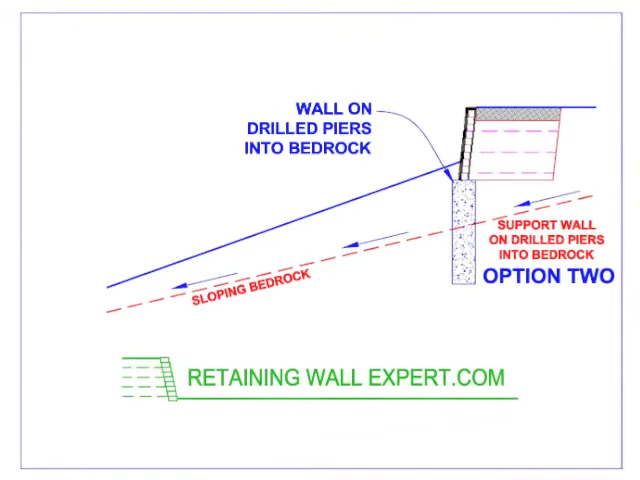 WALL ON
DRILLED PIERS
INTO BEDROCK
SUPPORT WALL
ON DRILLED PIERS
INTO BEDROCK
OPTION TWO
SLOPING BEDROCK
RETAINING WALL EXPERT.COM